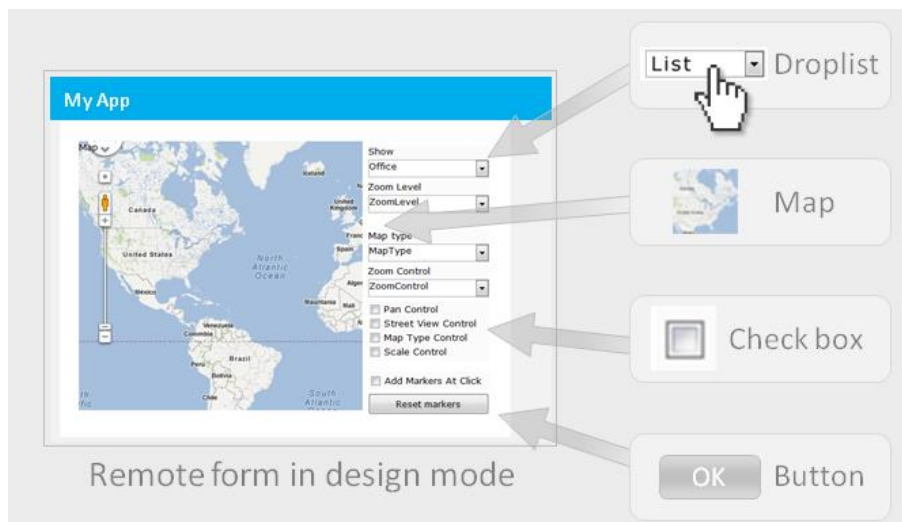 My App
Map
Canada
United States
México
Venezuela
Colombia
Perú
Brazil
Bolivia
Chile
North
Atlantic
Ocean
South
Atlantic
Iceland
United
Kingdom
Spain
Mauritania
Mali
Show
Office
Zoom Level
ZoomLevel
Map type
MapType
Zoom Control
ZoomControl
Pan Control
Street View Control
Map Type Control
Scale Control
Add Markers At Click
Reset markers
Remote form in design mode
List
Droplist
Map
Check box
OK
Button